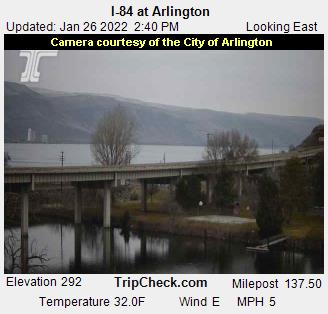 I-84 at Arlington
Updated: Jan 26 2022 2:40 PM Looking East
Camera courtesy of the City of Arlington
Elevation 292 TripCheck.com Milepost 137.50
Temperature 32.0F Wind E MPH 5